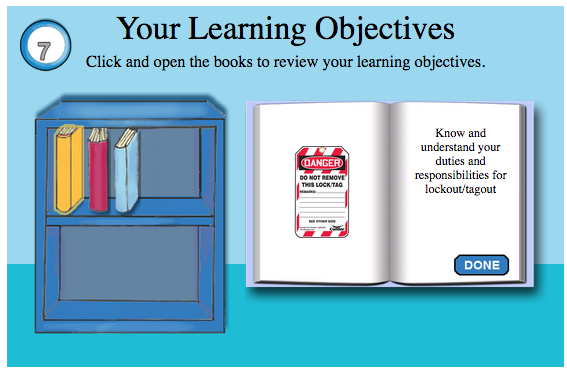 7
Your Learning Objectives
Click and open the books to review your learning objectives.
DANGER
DO NOT REMOVE
THIS LOCK/TAG
REMARKS:
SEE OTHER SIDE
Know and
understand your
duties and
responsibilities for
lockout/tagout
DONE